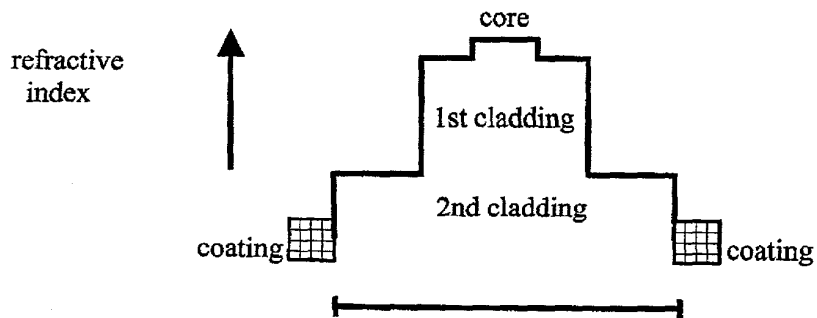 core
refractive
index
1st cladding
2nd cladding
coating
coating